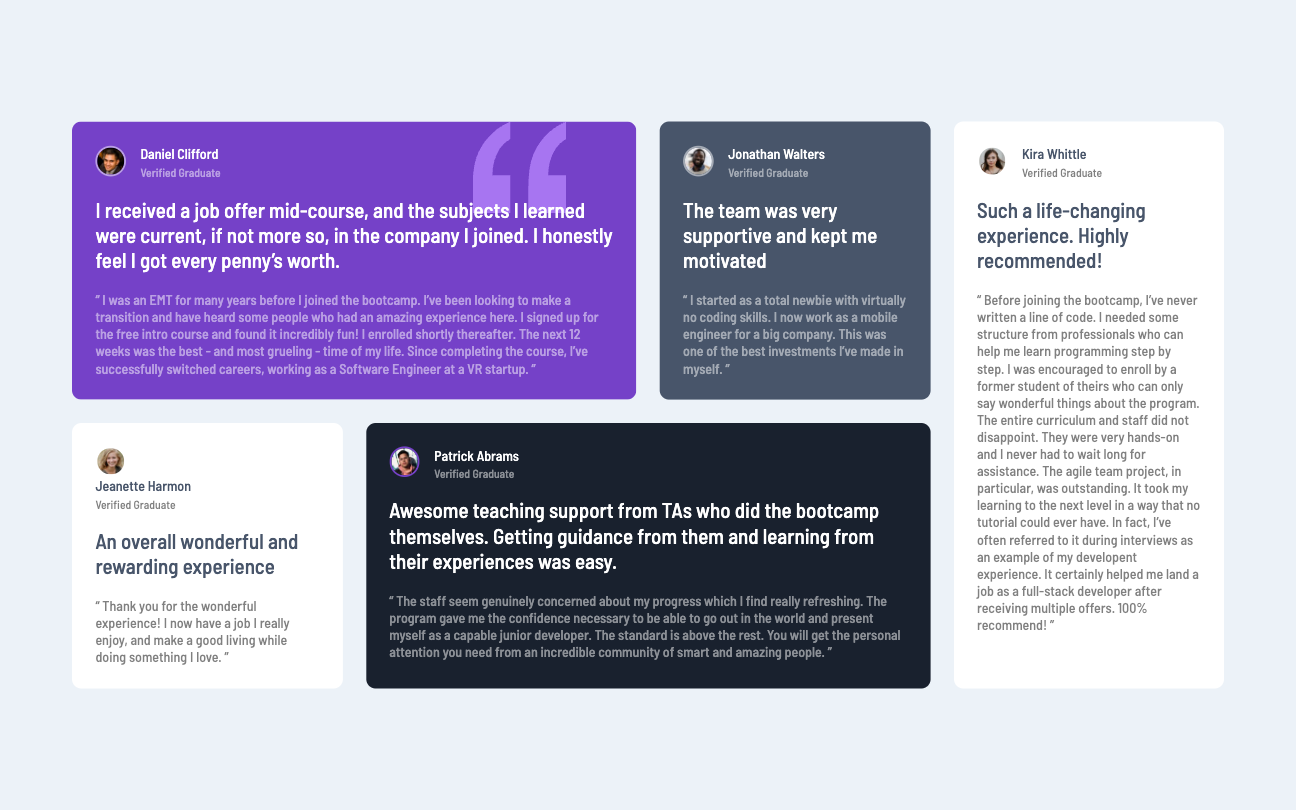 Daniel Clifford
Verified Graduate
I received a job offer mid-course, and the subjects I learned
were current, if not more so, in the company I joined. I honestly
feel I got every penny’s worth.
“ I was an EMT for many years before I joined the bootcamp. I’ve been looking to make a
transition and have heard some people who had an amazing experience here. I signed up for
the free intro course and found it incredibly fun! I enrolled shortly thereafter. The next 12
weeks was the best - and most grueling - time of my life. Since completing the course, I’ve
successfully switched careers, working as a Software Engineer at a VR startup. ”
Jonathan Walters
Verified Graduate
The team was very
supportive and kept me
motivated
“ I started as a total newbie with virtually
no coding skills. I now work as a mobile
engineer for a big company. This was
one of the best investments I’ve made in
myself. ”
Kira Whittle
Verified Graduate
Such a life-changing
experience. Highly
recommended!
“ Before joining the bootcamp, I’ve never
written a line of code. I needed some
structure from professionals who can
help me learn programming step by
step. I was encouraged to enroll by a
former student of theirs who can only
say wonderful things about the program.
The entire curriculum and staff did not
disappoint. They were very hands-on
and I never had to wait long for
assistance. The agile team project, in
particular, was outstanding. It took my
learning to the next level in a way that no
tutorial could ever have. In fact, I’ve
often referred to it during interviews as
an example of my developent
experience. It certainly helped me land a
job as a full-stack developer after
receiving multiple offers. 100%
recommend! ”
Jeanette Harmon
Verified Graduate
An overall wonderful and
rewarding experience
“ Thank you for the wonderful
experience! I now have a job I really
enjoy, and make a good living while
doing something I love. ”
Patrick Abrams
Verified Graduate
Awesome teaching support from TAs who did the bootcamp
themselves. Getting guidance from them and learning from
their experiences was easy.
“ The staff seem genuinely concerned about my progress which I find really refreshing. The
program gave me the confidence necessary to be able to go out in the world and present
myself as a capable junior developer. The standard is above the rest. You will get the personal
attention you need from an incredible community of smart and amazing people. ”